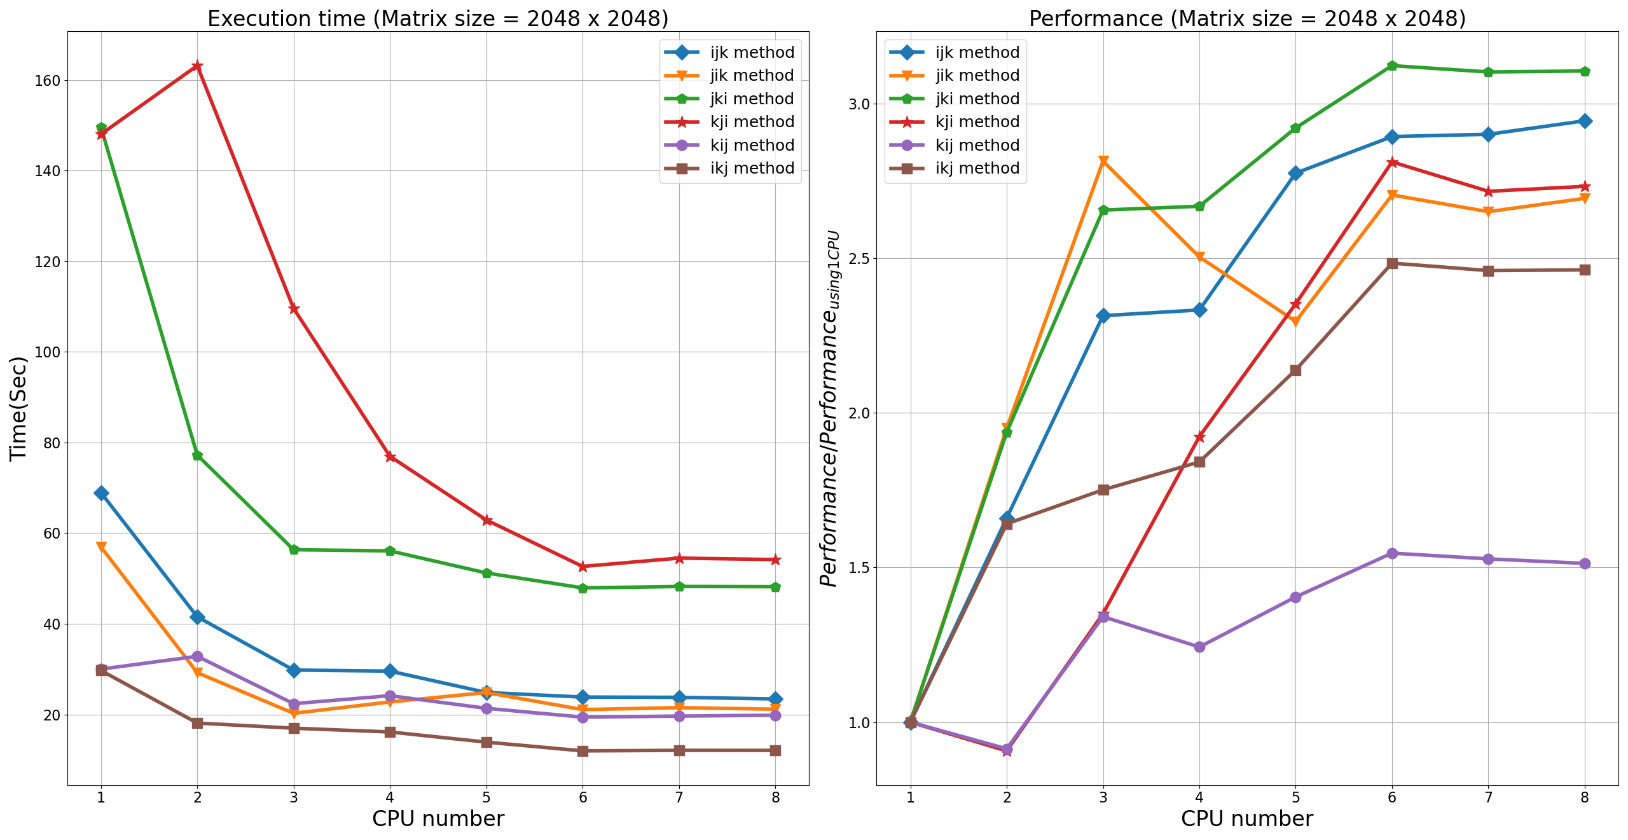 Execution time (Matrix size = 2048 x 2048)
ijk method
jik method
jki method
kji method
kij method
ikj method
160
140
120
100
80
60
40
20
Time(Sec)
1 2 3 4 5 6 7 8
CPU number
Performance (Matrix size = 2048 x 2048)
ijk method
jik method
jki method
kji method
kij method
ikj method
3.0
2.5
2.0
1.5
1.0
Performance/Performance using1CPU
1 2 3 4 5 6 7 8
CPU number